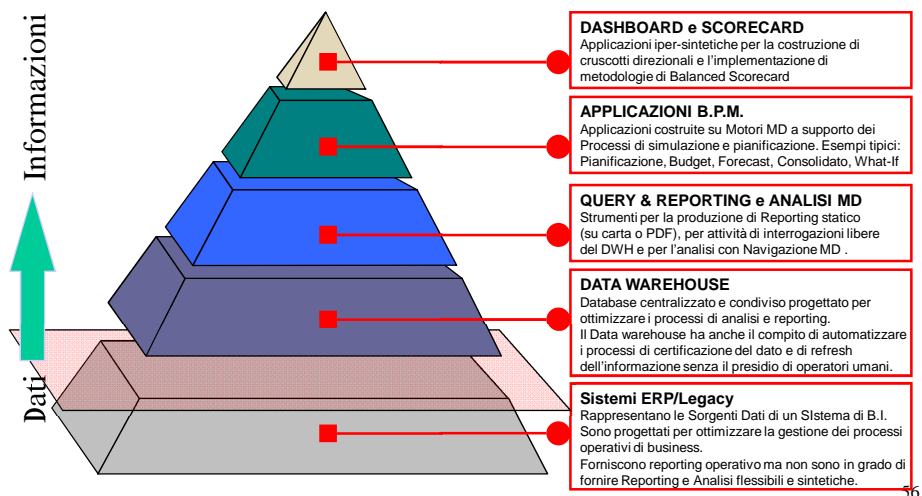 Informazioni
Dati
DASHBOARD e SCORECARD
Applicazioni iper-sintetiche per la costruzione di
cruscotti direzionali e l'implementazione di
metodologie di Balanced Scorecard
APPLICAZIONI B.P.M.
Applicazioni costruite su Motori MD a supporto dei
Processi di simulazione e pianificazione. Esempi tipici:
Pianificazione, Budget, Forecast, Consolidato, What-If
QUERY & REPORTING e ANALISI MD
Strumenti per la produzione di Reporting statico
(su carta o PDF), per attività di interrogazioni libere
del DWH e per l'analisi con Navigazione MD .
DATA WAREHOUSE
Database centralizzato e condiviso progettato per
ottimizzare i processi di analisi e reporting.
Il Data warehouse ha anche il compito di automatizzare
i processi di certificazione del dato e di refresh
dell'informazione senza il presidio di operatori umani.
Sistemi ERP/Legacy
Rappresentano le Sorgenti Dati di un SIstema di B.I.
Sono progettati per ottimizzare la gestione dei processi
operativi di business.
Forniscono reporting operativo ma non sono in grado di
fornire Reporting e Analisi flessibili e sintetiche.
56